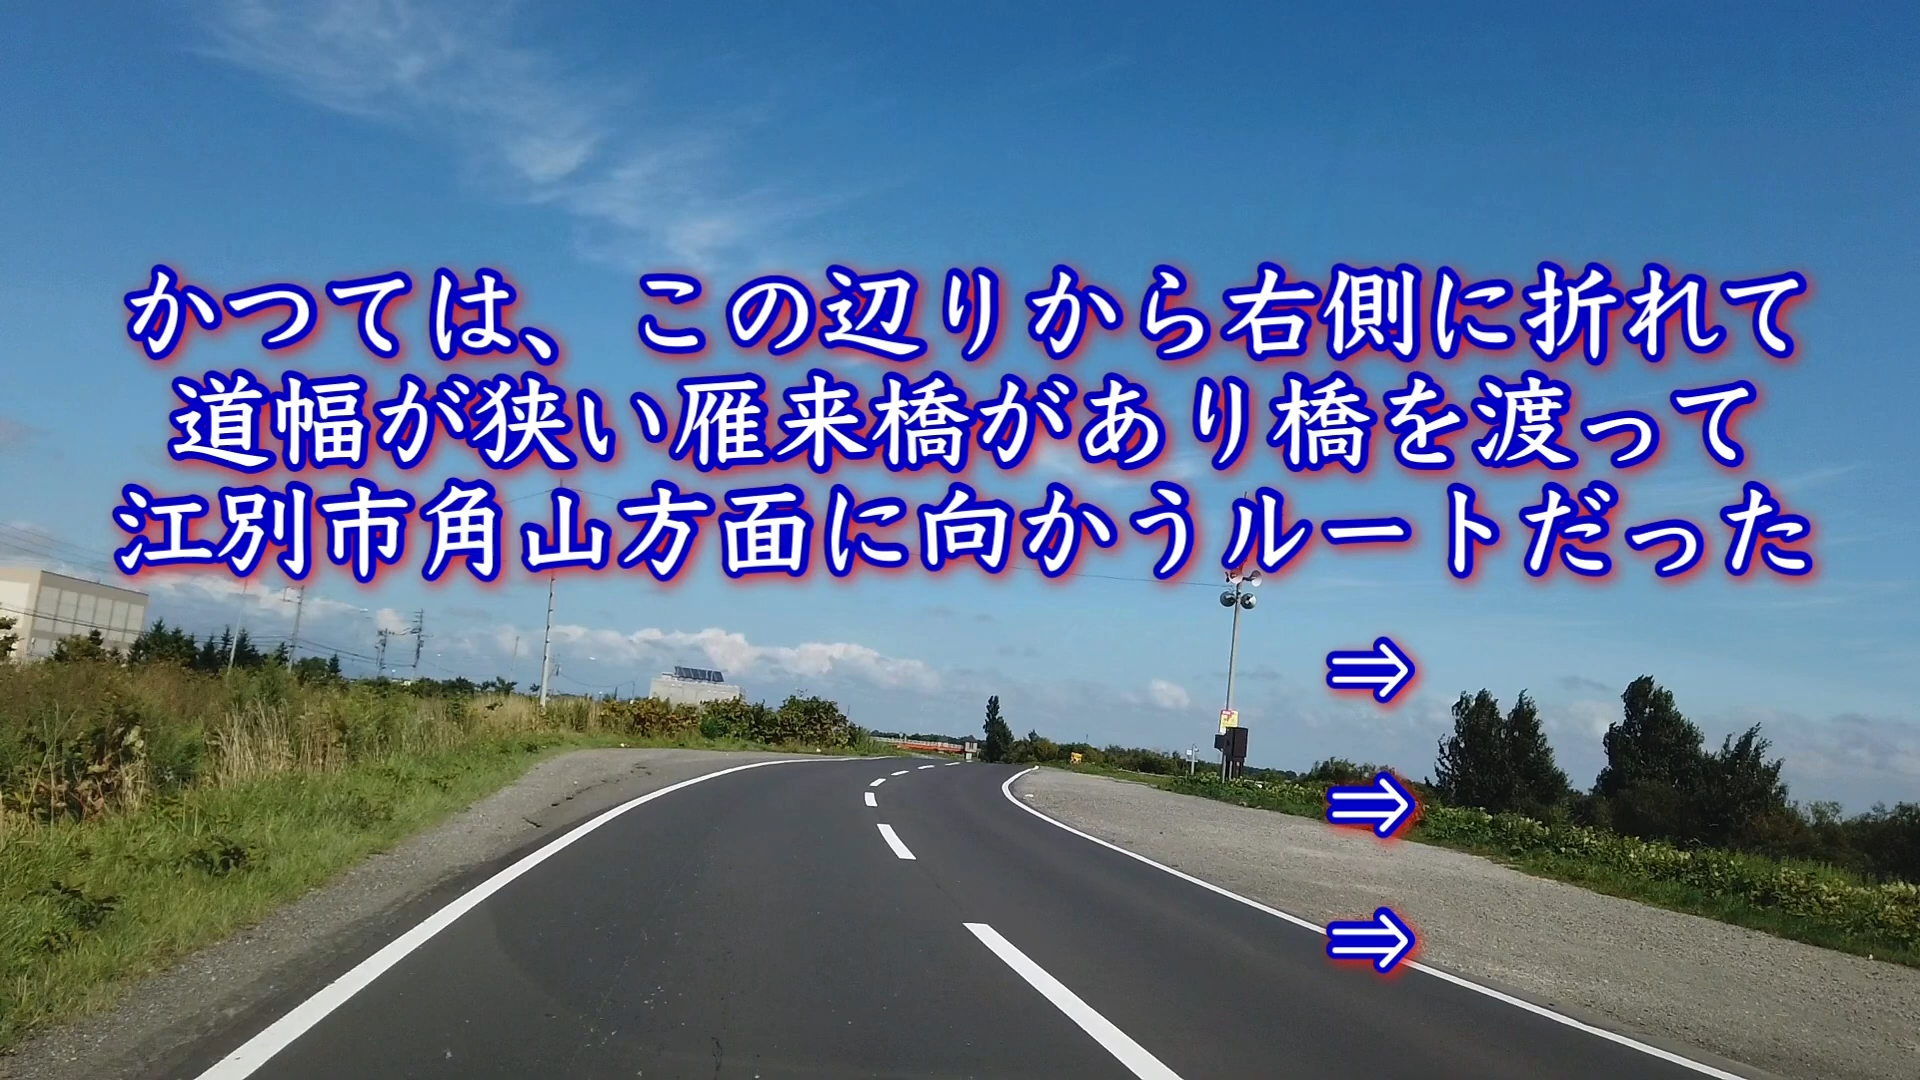 かつては、この辺りから右側に折れて
道幅が狭い雁来橋があり橋を渡って
江別市角山方面に向かうルートだった
⇒
⇒
⇒